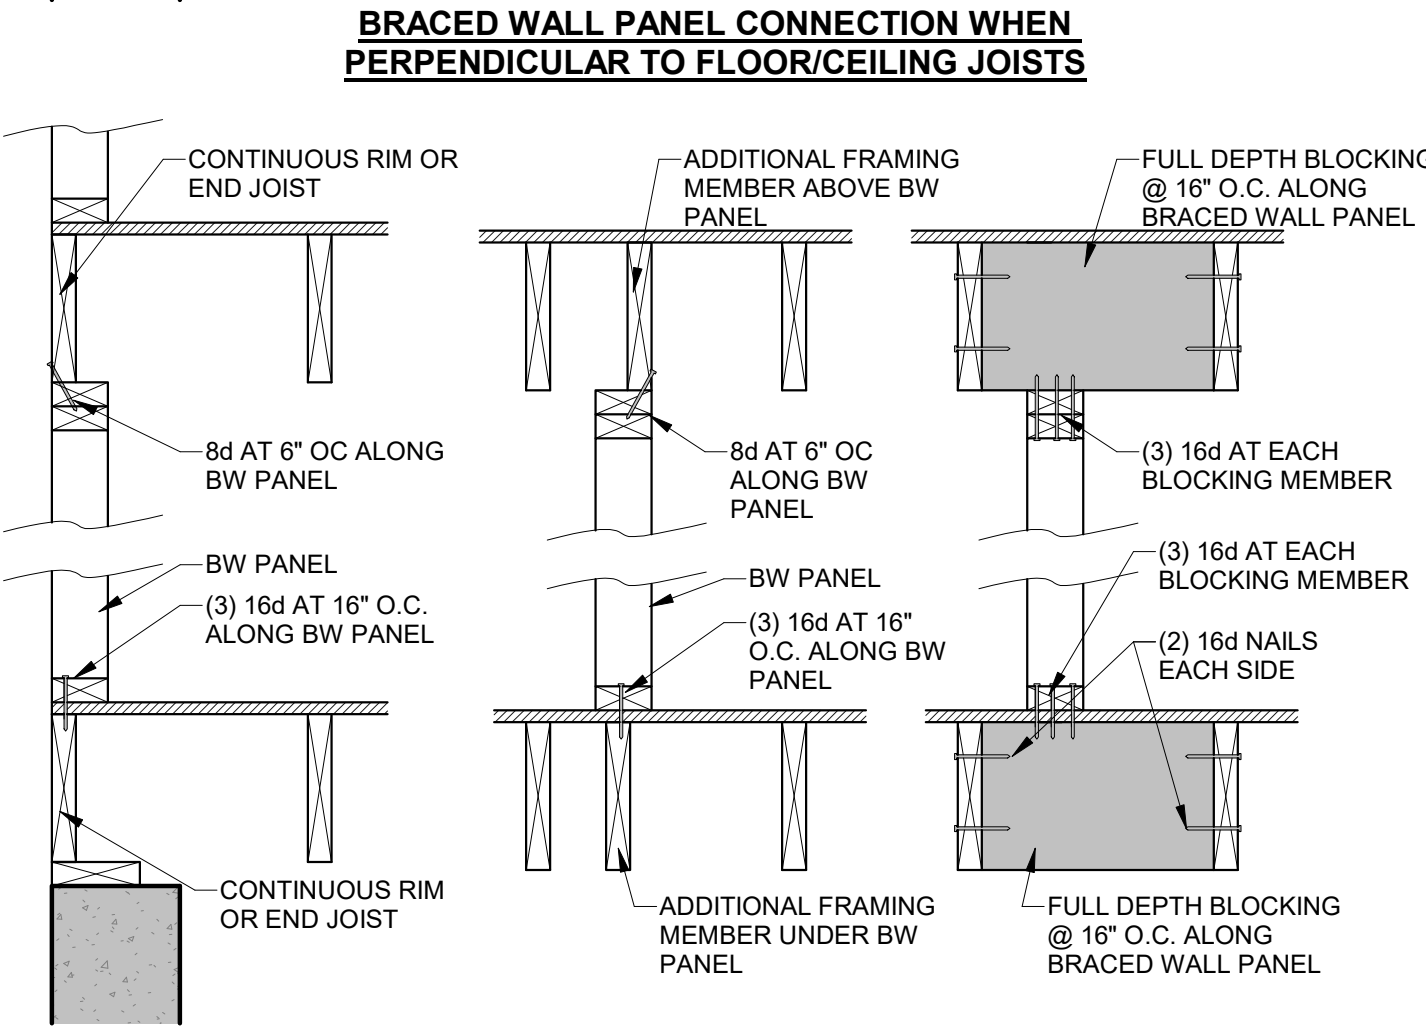 BRACED WALL PANEL CONNECTION WHEN
PERPENDICULAR TO FLOOR/CEILING JOISTS
CONTINUOUS RIM OR
END JOIST
8d AT 6" OC ALONG
BW PANEL
BW PANEL
(3) 16d AT 16" O.C.
ALONG BW PANEL
CONTINUOUS RIM
OR END JOIST
ADDITIONAL FRAMING
MEMBER ABOVE BW
PANEL
8d AT 6" OC
ALONG BW
PANEL
BW PANEL
(3) 16d AT 16"
O.C. ALONG BW
PANEL
ADDITIONAL FRAMING
MEMBER UNDER BW
PANEL
FULL DEPTH BLOCKING
@ 16" O.C. ALONG
BRACED WALL PANEL
(3) 16d AT EACH
BLOCKING MEMBER
(3) 16d AT EACH
BLOCKING MEMBER
(2) 16d NAILS
EACH SIDE
FULL DEPTH BLOCKING
@ 16" O.C. ALONG
BRACED WALL PANEL